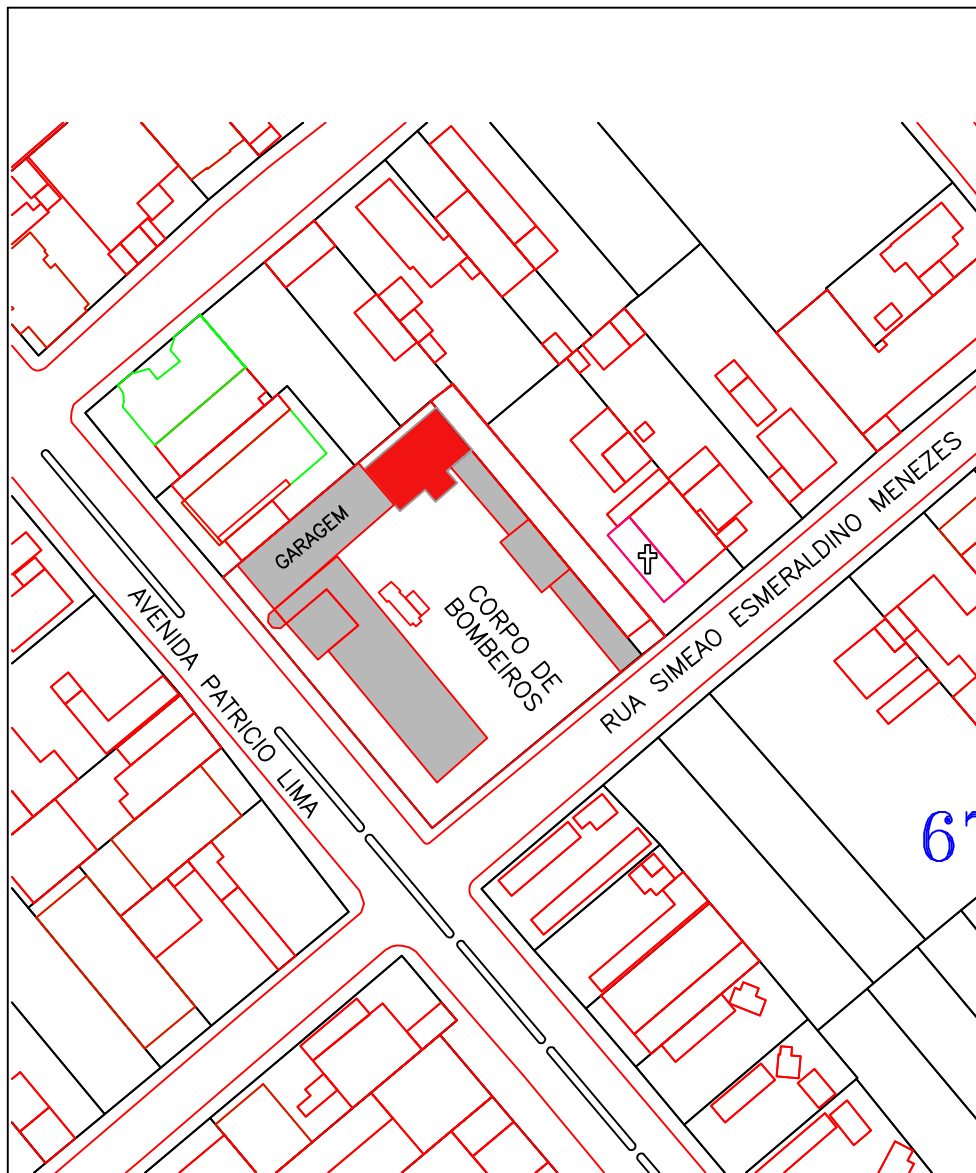 GARAGEM
CORPO DE
BOMBEIROS
AVENIDA PATRICIO LIMA
RUA SIMEAO ESMERALDINO MENEZES